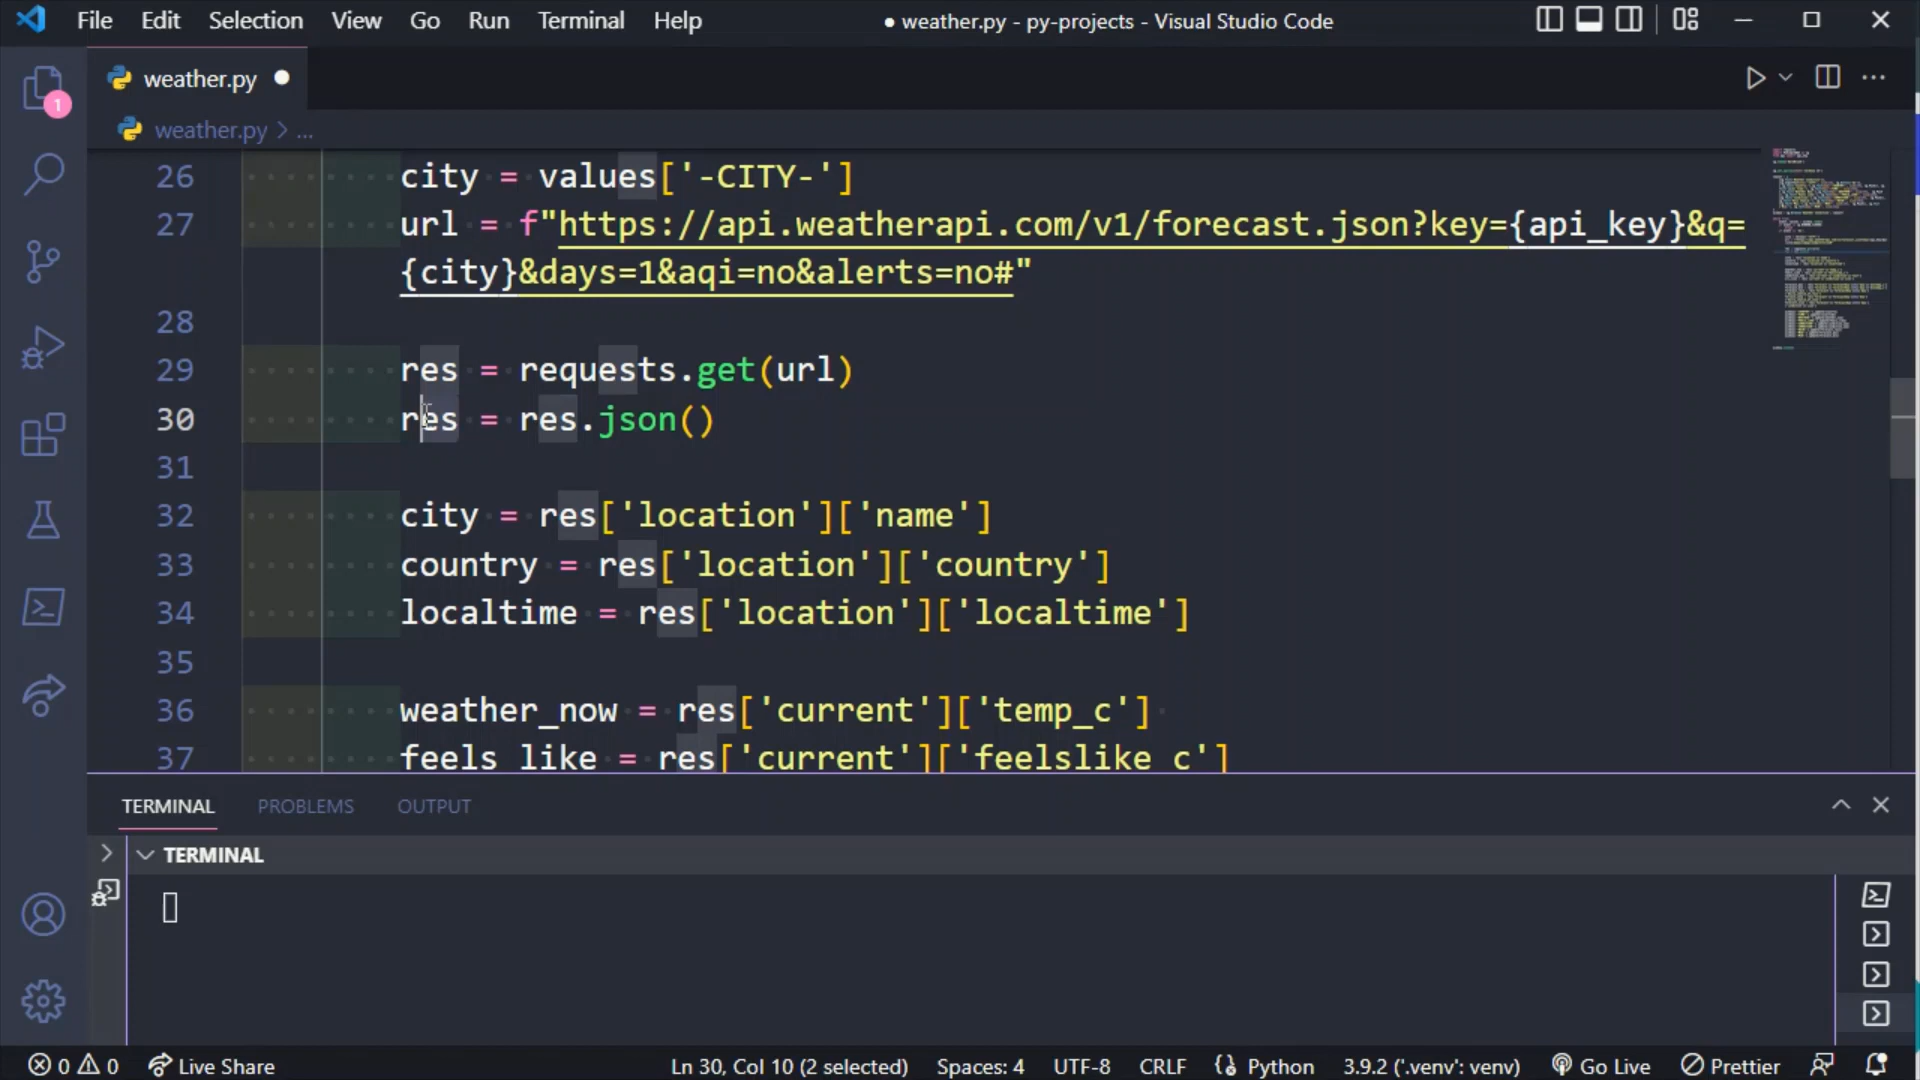 File Edit Selection View Go Run Terminal Help
● weather.py - py-projects - Visual Studio Code
weather.py
1
weather.py > ...
26 city = values['-CITY-']
27 url = f"https://api.weatherapi.com/v1/forecast.json?key={api_key}&q=
{city}&days=1&aqi=no&alerts=no#"
28
29 res = requests.get(url)
30 res = res.json()
31
32 city = res['location']['name']
33 country = res['location']['country']
34 localtime = res['location']['localtime']
35
36 weather_now = res['current']['temp_c']
37 feels_like = res['current']['feelslike_c']
TERMINAL PROBLEMS OUTPUT
TERMINAL
0 0 Live Share Ln 30, Col 10 (2 selected) Spaces: 4 UTF-8 CRLF Python 3.9.2 ('.venv': venv) Go Live Prettier